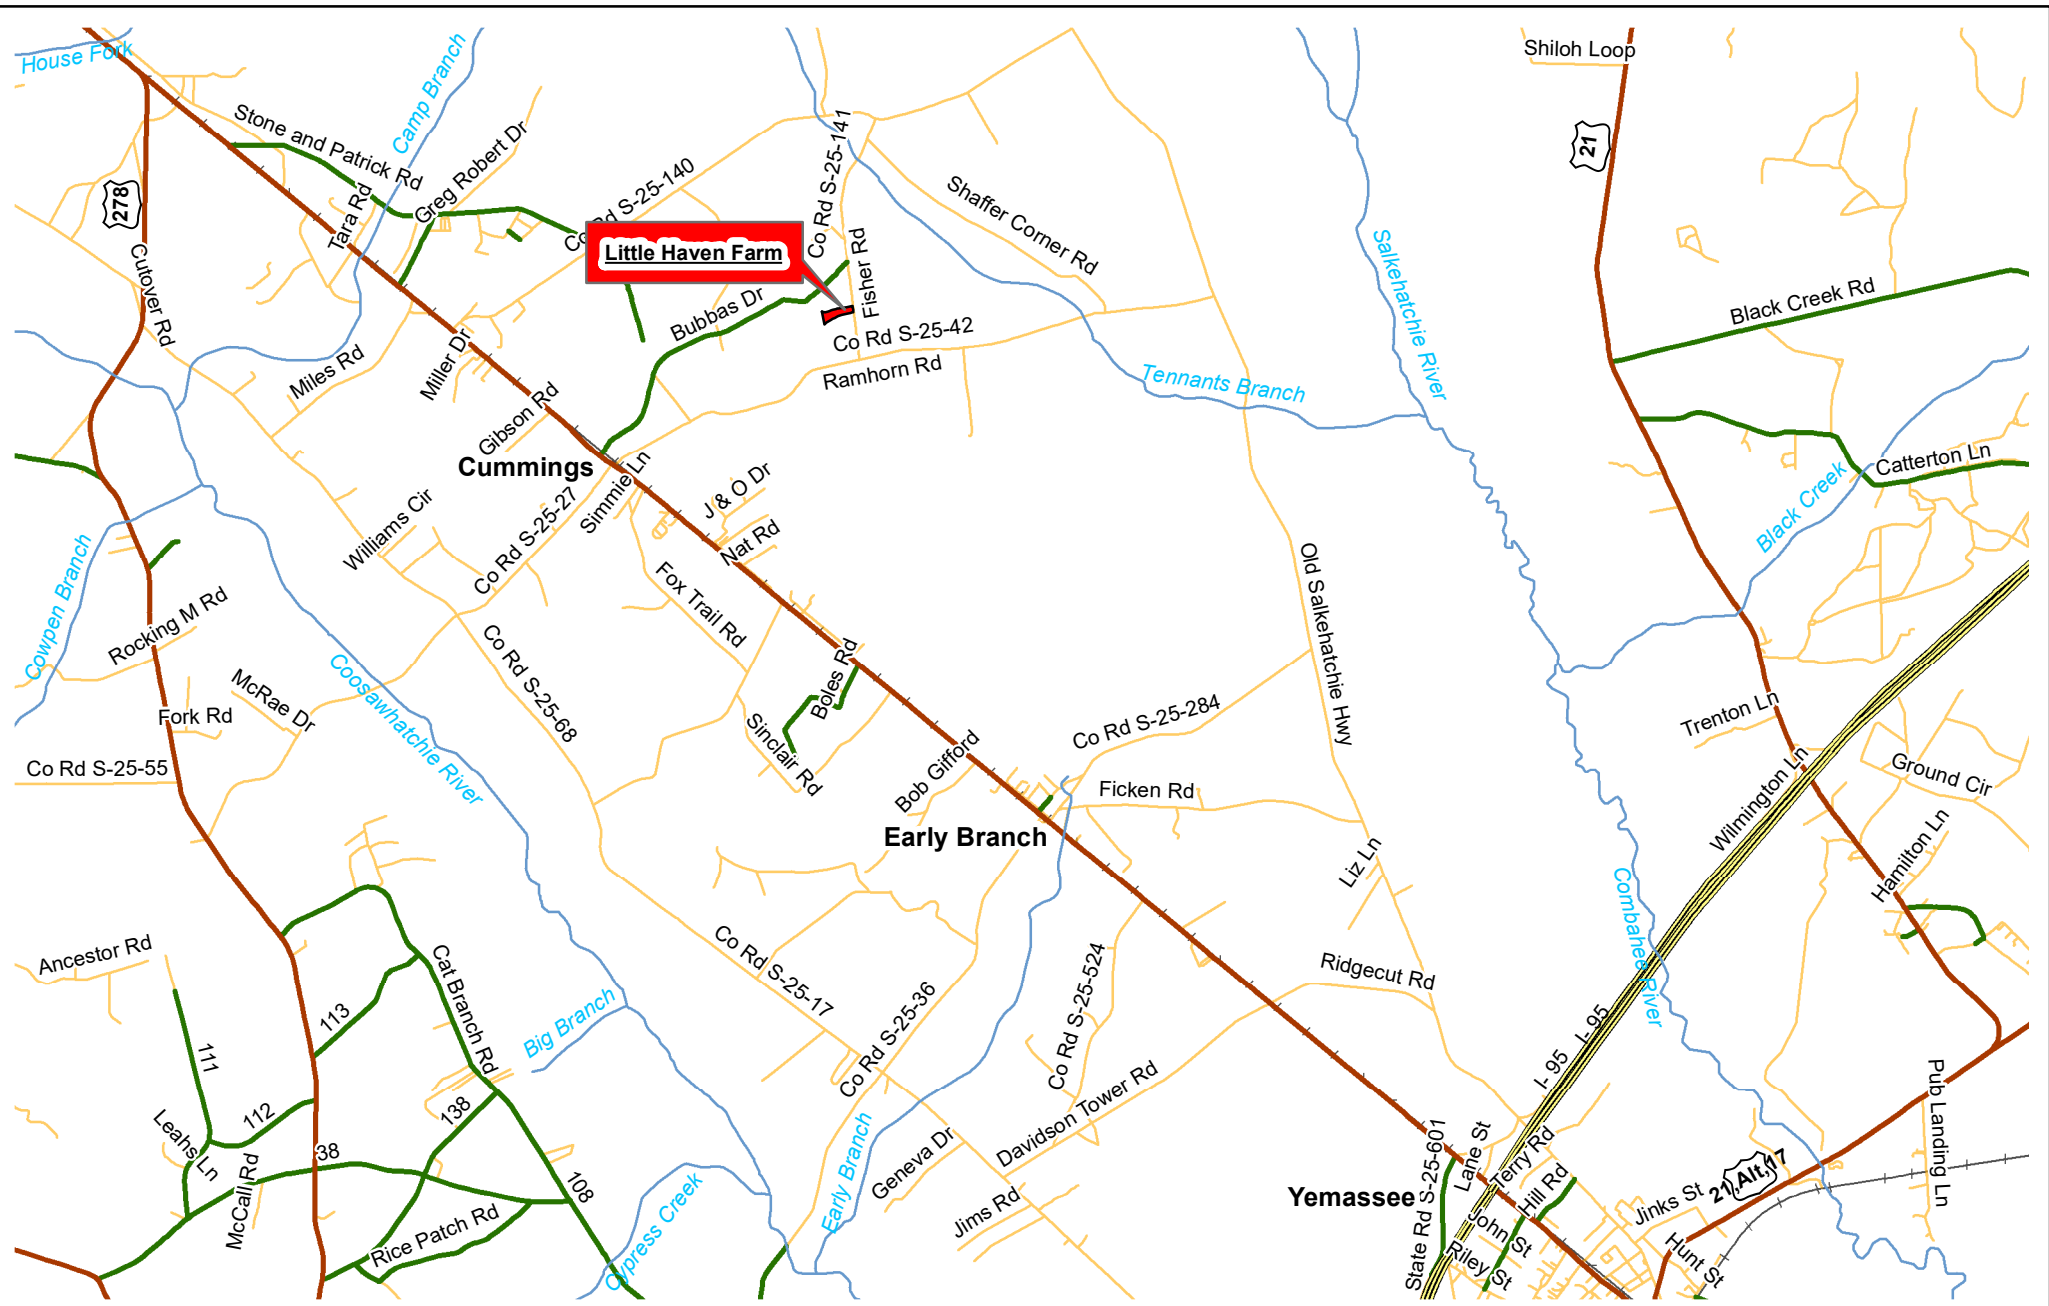 House Fork
Camp Branch
Shiloh Loop
Stone and Patrick Rd
Greg Robert Dr
Co Rd S-25-141
21
278
Tara Rd
Co Rd S-25-140
Shaffer Corner Rd
Little Haven Farm
Salkehatchie River
Cutover Rd
Fisher Rd
Black Creek Rd
Bubbas Dr
Co Rd S-25-42
Miles Rd
Miller Dr
Ramhorn Rd
Tennants Branch
Gibson Rd
Cummings
Catterton Ln
Simmie Ln
J & O Dr
Black Creek
Williams Cir
Co Rd S-25-27
Nat Rd
Cowpen Branch
Fox Trail Rd
Old Salkehatchie Hwy
Rocking M Rd
Co Rd S-25-68
Coosawhatchie River
Boles Rd
McRae Dr
Fork Rd
Sinclair Rd
Co Rd S-25-284
Trenton Ln
Co Rd S-25-55
Bob Gifford
Ficken Rd
Wilmington Ln
Ground Cir
Early Branch
Liz Ln
Hamilton Ln
Combahee River
Ancestor Rd
Cat Branch Rd
Co Rd S-25-17
Co Rd S-25-524
Ridgecut Rd
113
Big Branch
Co Rd S-25-36
I- 95
I- 95
111
Davidson Tower Rd
Pub Landing Ln
112
138
Leahs Ln
38
McCall Rd
108
Early Branch
Geneva Dr
Jims Rd
Lane St
State Rd S-25-601
Terry Rd
Yemassee
Hill Rd
21,Alt,17
Jinks St
Rice Patch Rd
Cypress Creek
John St
Riley St
Hunt St